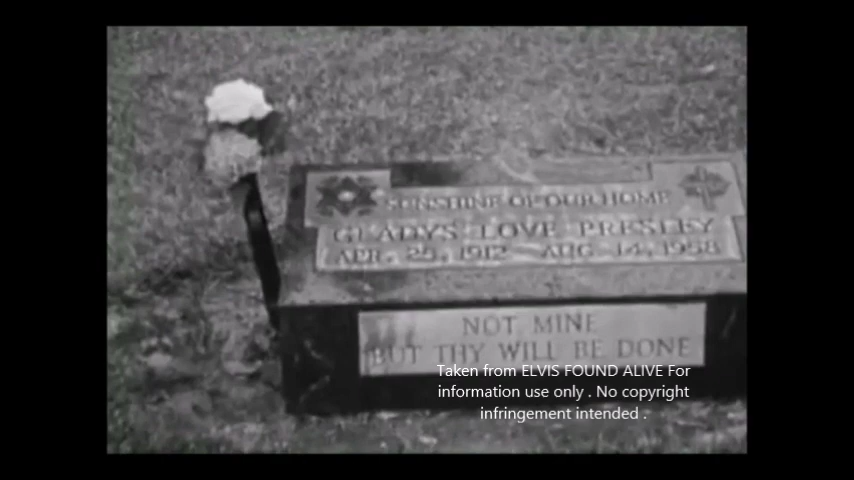 SUNSHINE OF OUR HOME
GLADYS LOVE PRESLEY
APR. 25, 1912 — AUG 14, 1958
NOT MINE
BUT THY WILL BE DONE
Taken from ELVIS FOUND ALIVE For
information use only . No copyright
infringement intended .